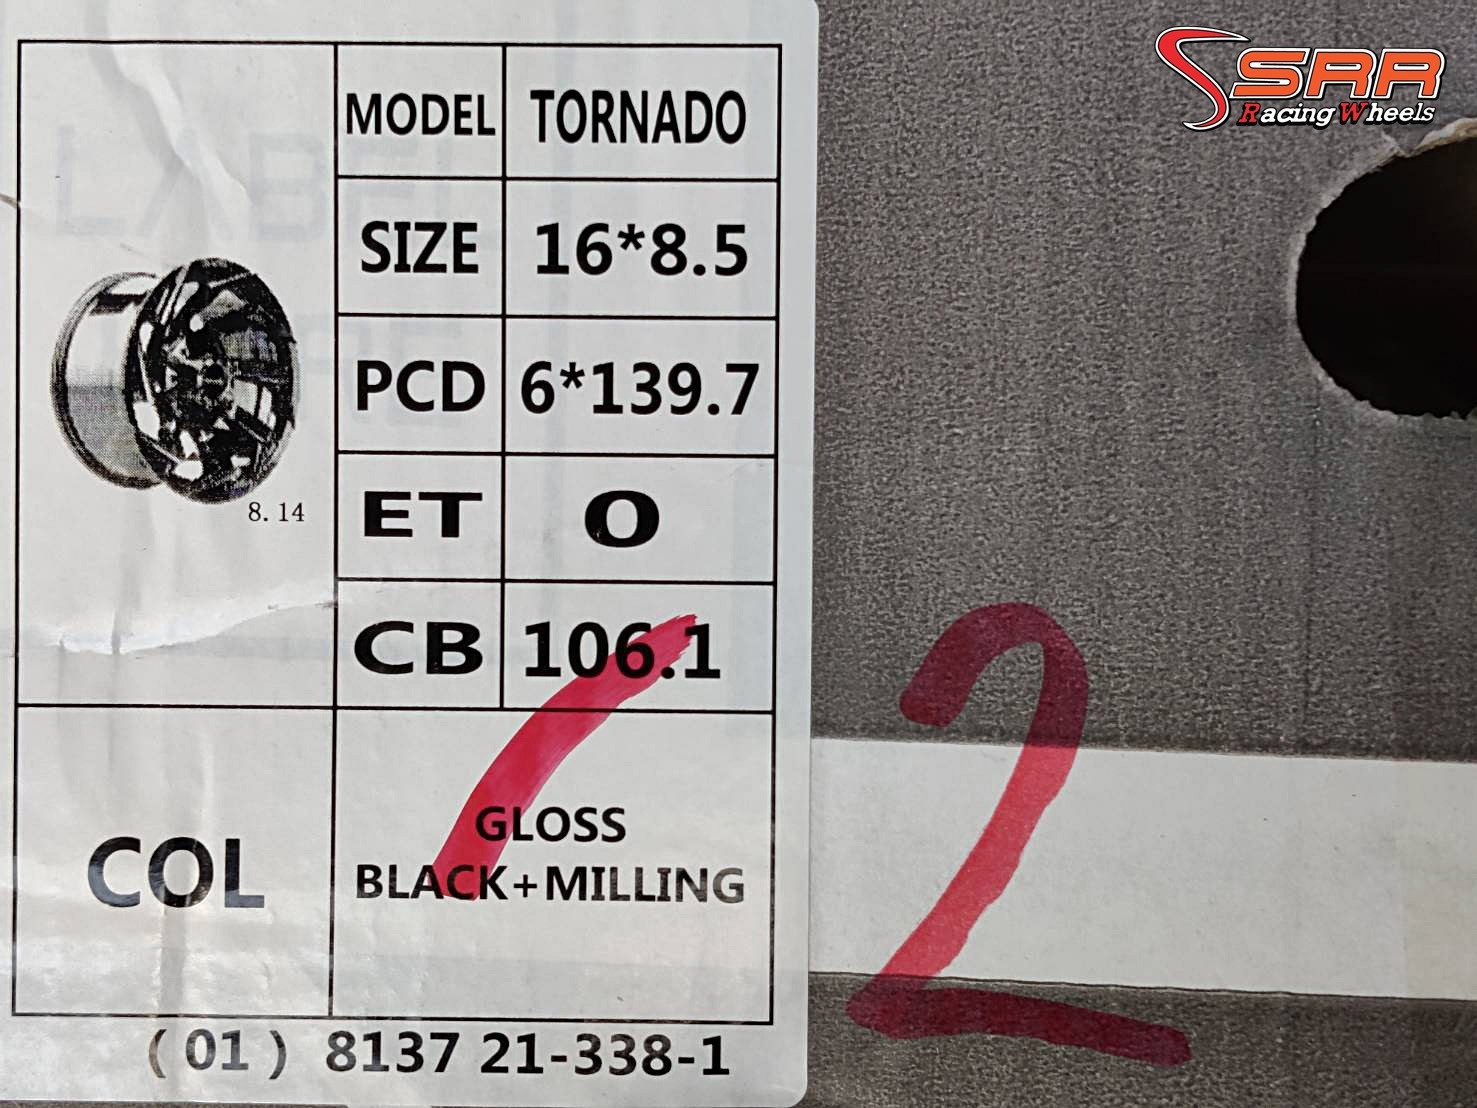 SSRR
Racing Wheels
MODEL TORNADO
SIZE 16*8.5
PCD 6*139.7
ET 0
CB 106.1
8.14
COL GLOSS
BLACK+MILLING
(01) 8137 21-338-1
2